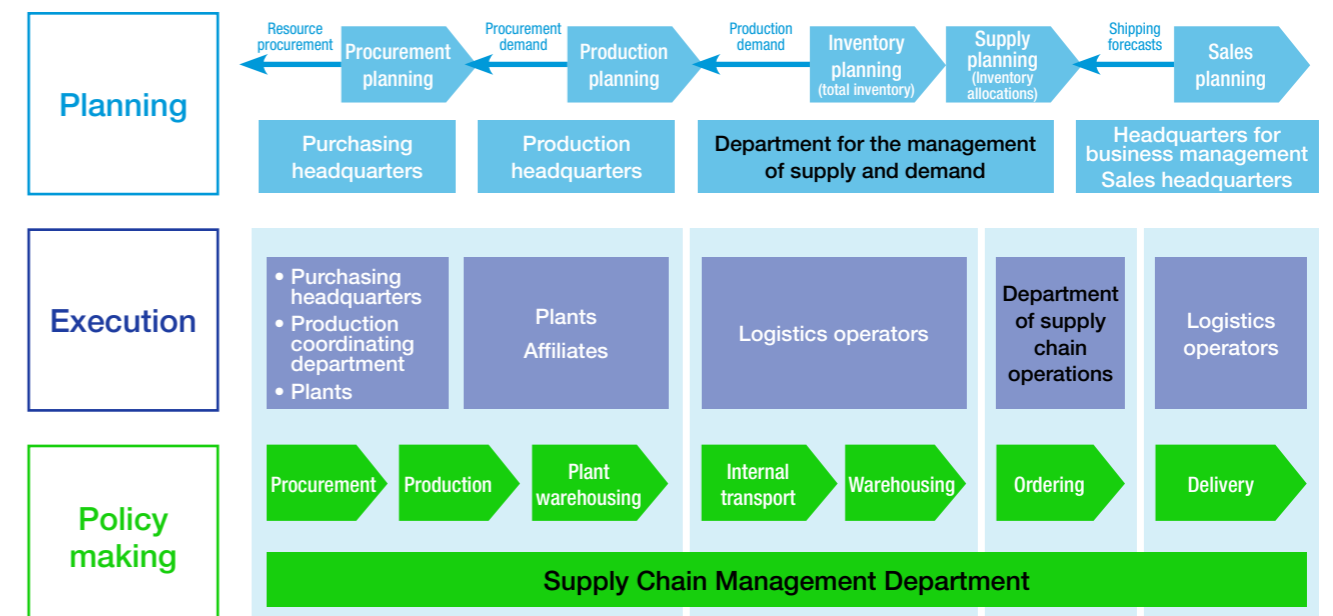 Planning
Resource
procurement
Procurement
planning
Procurement
demand
Production
planning
Production
demand
Inventory
planning
(total inventory)
Supply
planning
(Inventory
allocations)
Shipping
forecasts
Sales
planning
Purchasing
headquarters
Production
headquarters
Department for the management
of supply and demand
Headquarters for
business management
Sales headquarters
Execution
• Purchasing
headquarters
• Production
coordinating
department
• Plants
Plants
Affiliates
Logistics operators
Department
of supply
chain
operations
Logistics
operators
Policy
making
Procurement
Production
Plant
warehousing
Internal
transport
Warehousing
Ordering
Delivery
Supply Chain Management Department